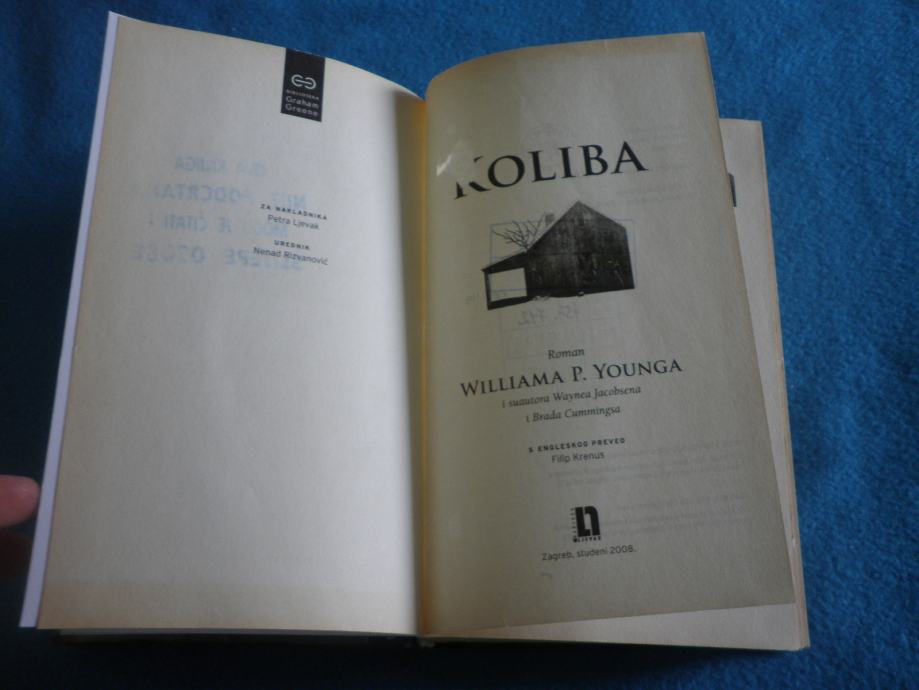 BIBLIOTEKA
Graham
Greene
ZA NAKLADNIKA
Petra Ljevak
UREDNIK
Nenad Rizvanović
KOLIBA
Roman
WILLIAMA P. YOUNGA
i suautora Waynea Jacobsena
i Brada Cummingsa
S ENGLESKOG PREVEO
Filip Krenus
LJEVAK
Zagreb, studeni 2008.